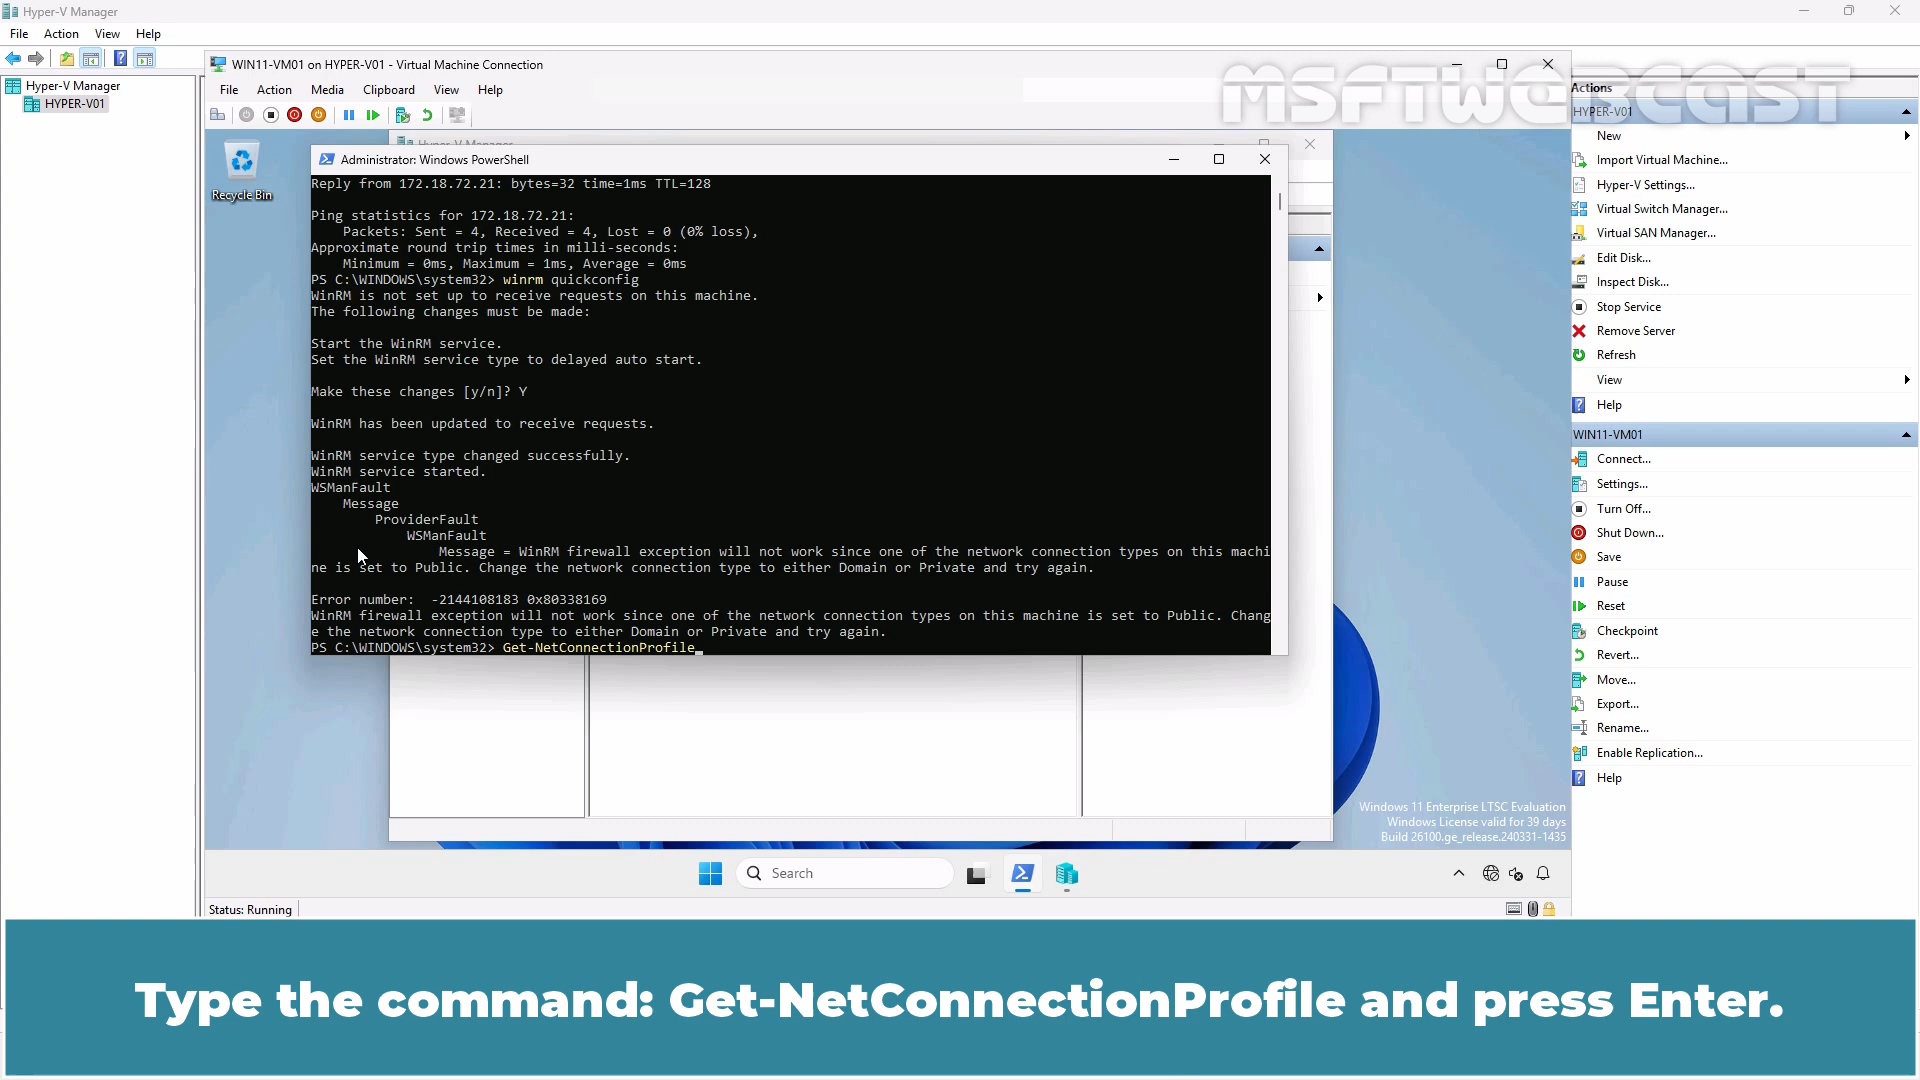 Hyper-V Manager
File Action View Help
Hyper-V Manager
HYPER-V01
WIN11-VM01 on HYPER-V01 - Virtual Machine Connection
File Action Media Clipboard View Help
MSFTWEBCAST
Recycle Bin
Hyper-V Manager
Administrator: Windows PowerShell
Reply from 172.18.72.21: bytes=32 time=1ms TTL=128
Ping statistics for 172.18.72.21:
Packets: Sent = 4, Received = 4, Lost = 0 (0% loss),
Approximate round trip times in milli-seconds:
Minimum = 0ms, Maximum = 1ms, Average = 0ms
PS C:\WINDOWS\system32> winrm quickconfig
WinRM is not set up to receive requests on this machine.
The following changes must be made:
Start the WinRM service.
Set the WinRM service type to delayed auto start.
Make these changes [y/n]? Y
WinRM has been updated to receive requests.
WinRM service type changed successfully.
WinRM service started.
WSManFault
Message
ProviderFault
WSManFault
Message = WinRM firewall exception will not work since one of the network connection types on this machi
ne is set to Public. Change the network connection type to either Domain or Private and try again.
Error number:  -2144108183 0x80338169
WinRM firewall exception will not work since one of the network connection types on this machine is set to Public. Chang
e the network connection type to either Domain or Private and try again.
PS C:\WINDOWS\system32> Get-NetConnectionProfile
Windows 11 Enterprise LTSC Evaluation
Windows License valid for 39 days
Build 26100.ge_release.240331-1435
Search
Status: Running
Actions
HYPER-V01
New
Import Virtual Machine...
Hyper-V Settings...
Virtual Switch Manager...
Virtual SAN Manager...
Edit Disk...
Inspect Disk...
Stop Service
Remove Server
Refresh
View
Help
WIN11-VM01
Connect...
Settings...
Turn Off...
Shut Down...
Save
Pause
Reset
Checkpoint
Revert...
Move...
Export...
Rename...
Enable Replication...
Help
Type the command: Get-NetConnectionProfile and press Enter.